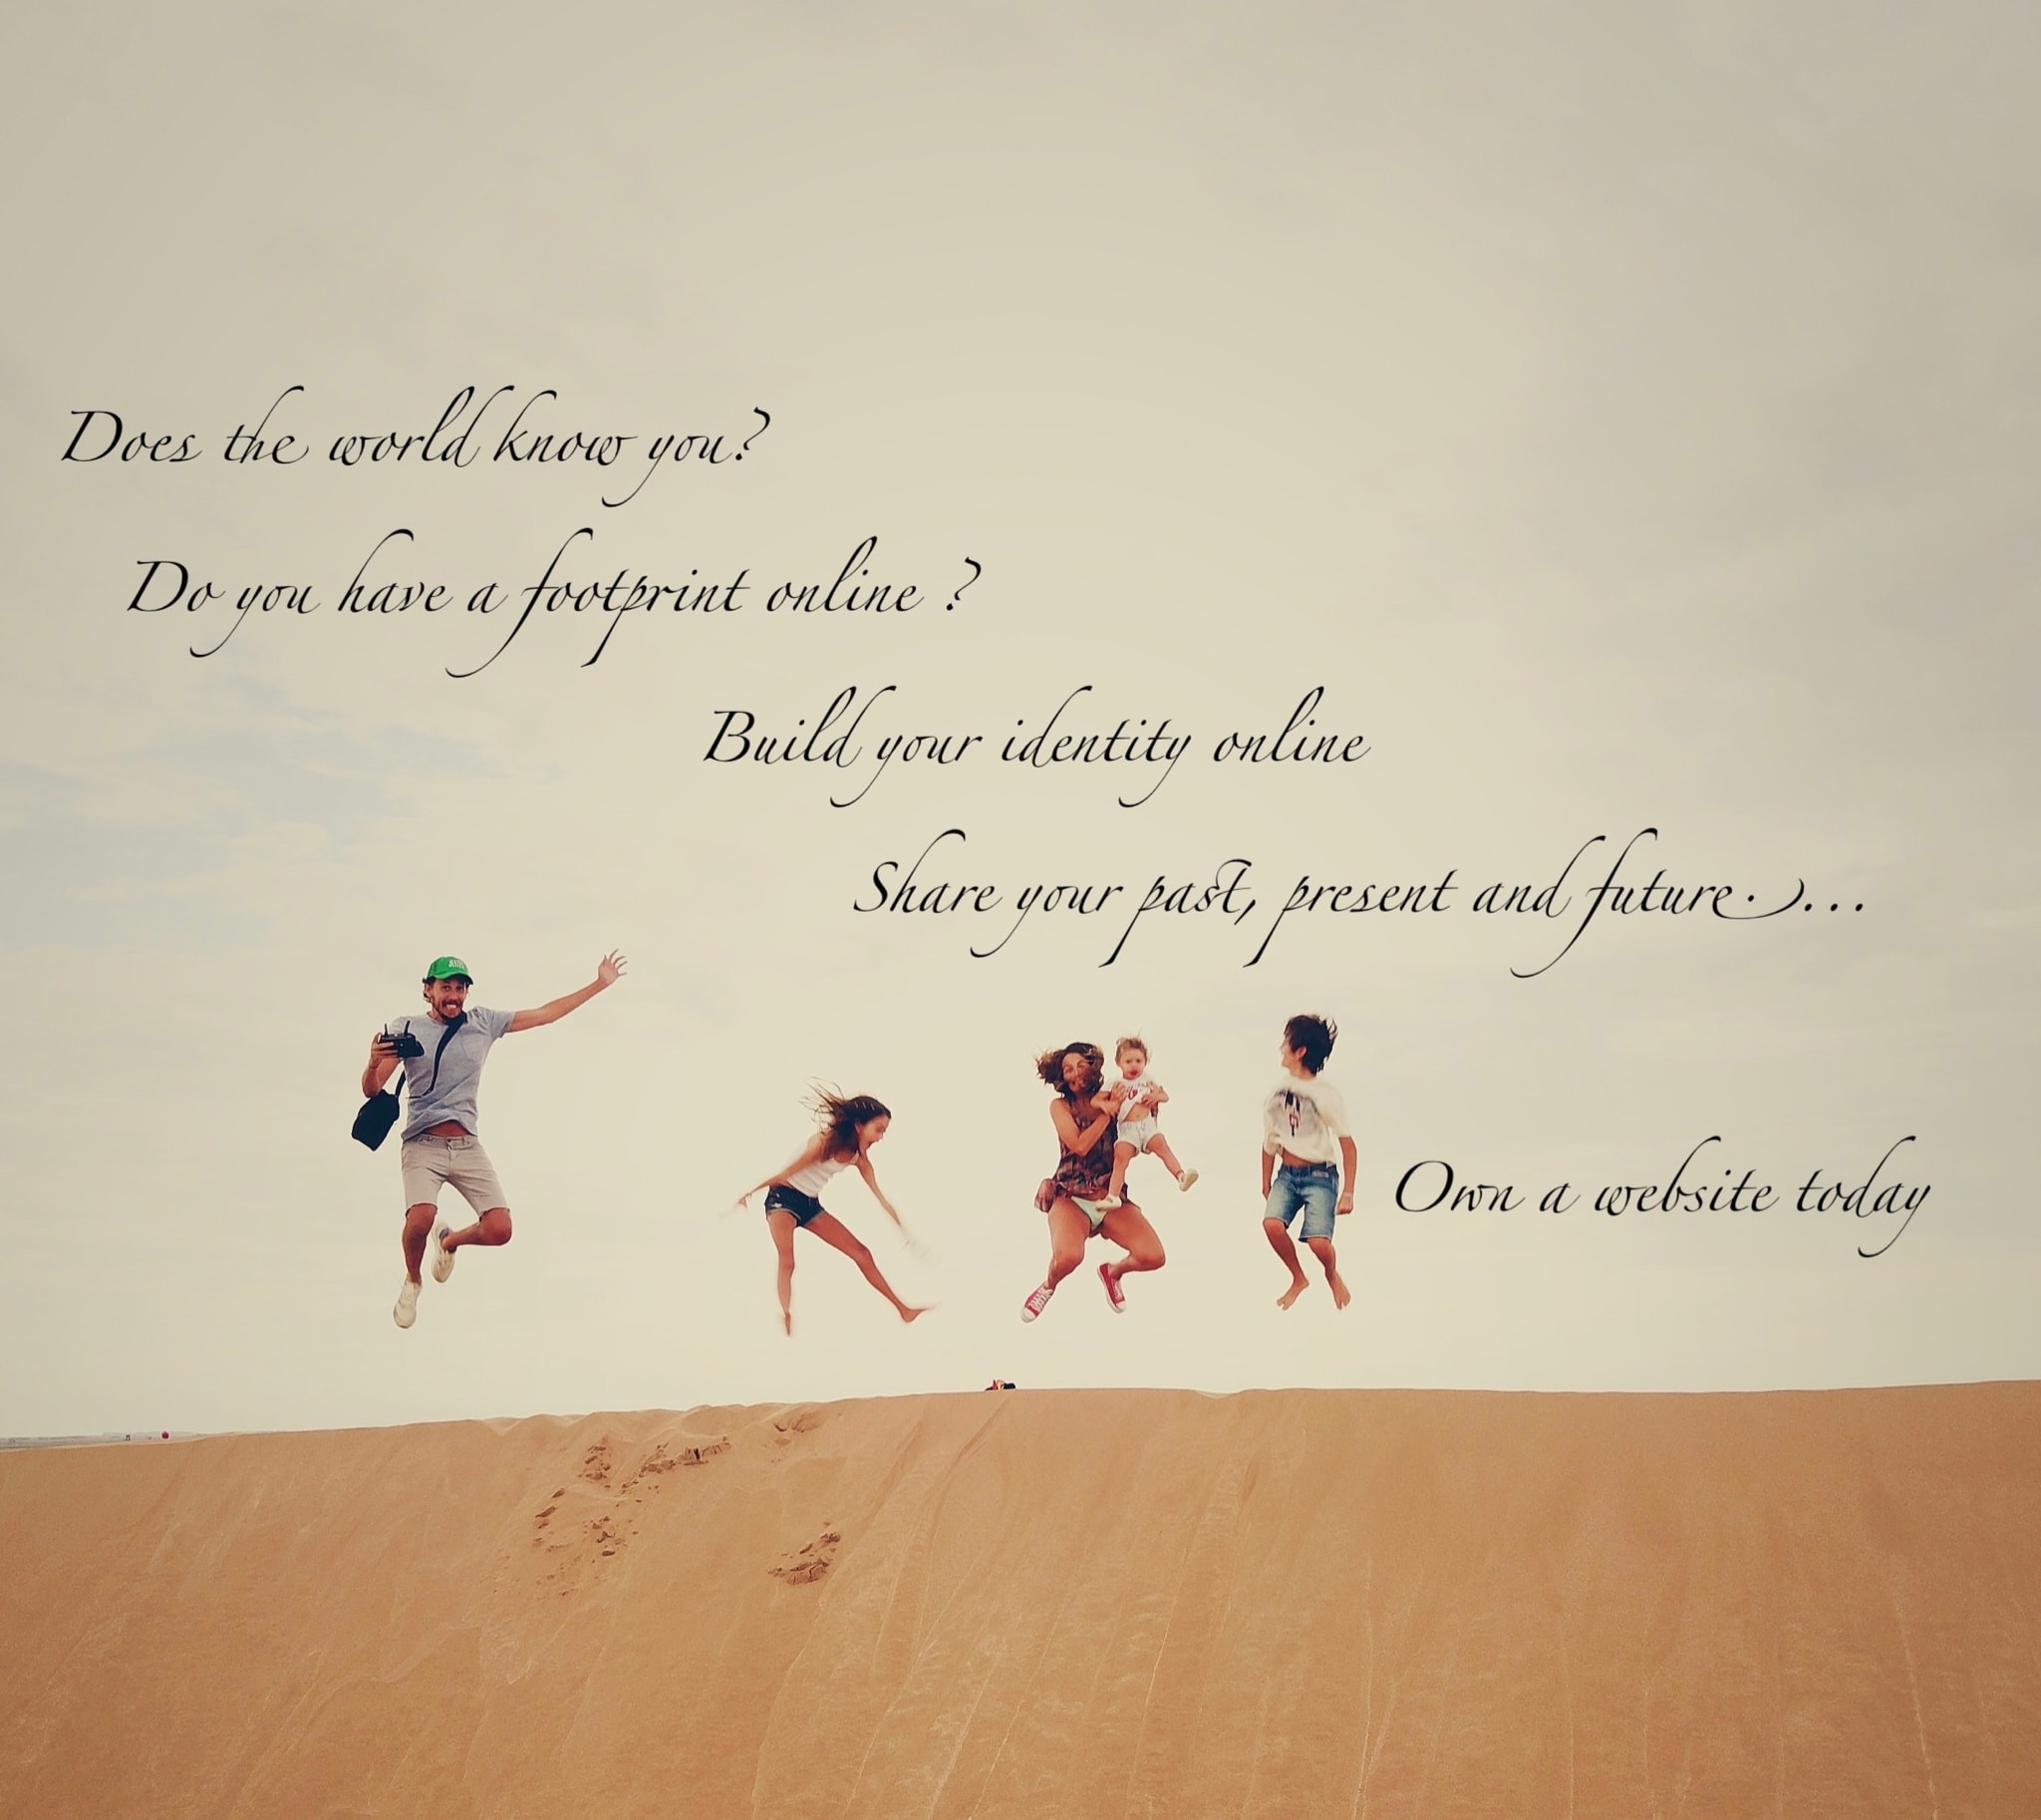 Does the world know you?
Do you have a footprint online ?
Build your identity online
Share your past, present and future....
Own a website today